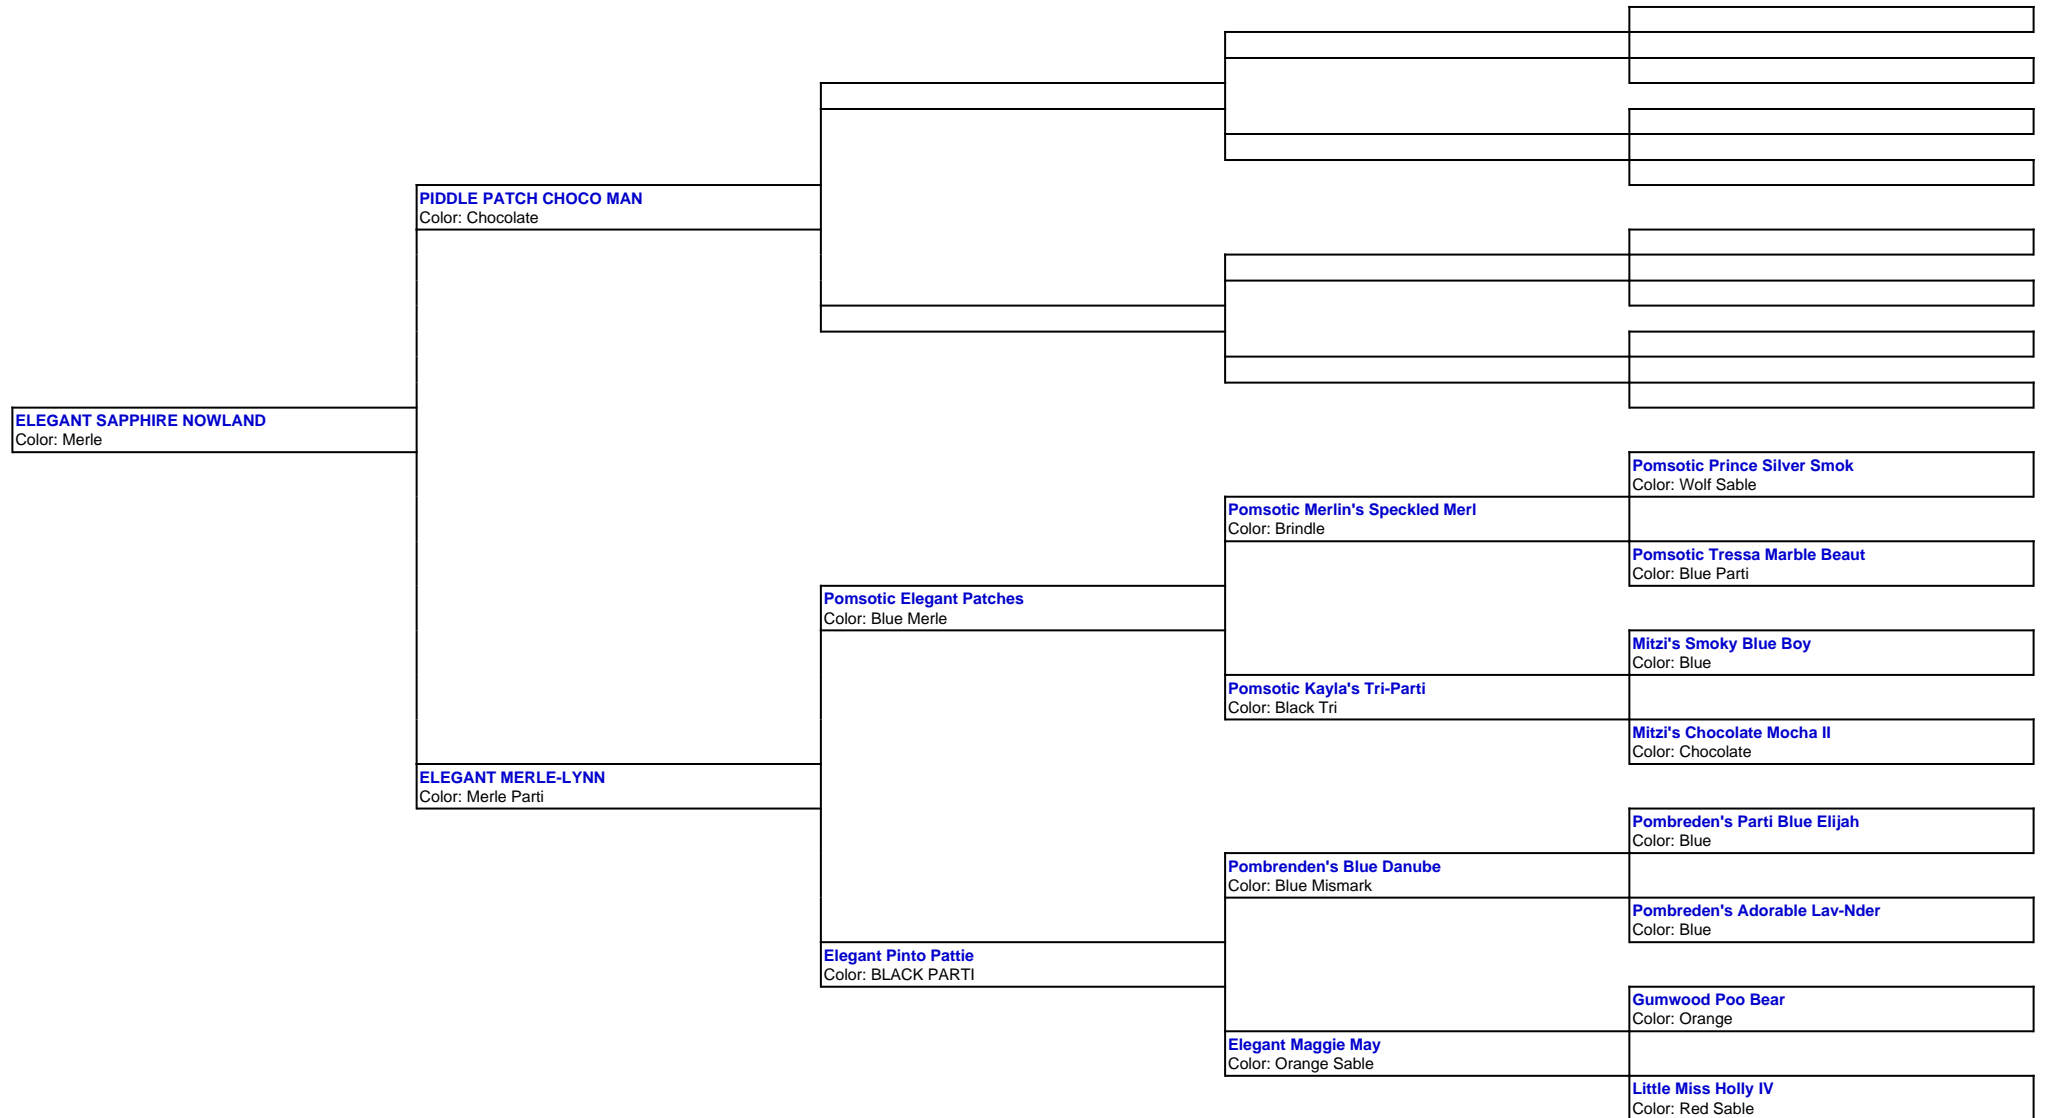 PIDDLE PATCH CHOCO MAN
Color: Chocolate
ELEGANT SAPPHIRE NOWLAND
Color: Merle
Pomsotic Prince Silver Smok
Color: Wolf Sable
Pomsotic Merlin's Speckled Merl
Color: Brindle
Pomsotic Tressa Marble Beaut
Color: Blue Parti
Pomsotic Elegant Patches
Color: Blue Merle
Mitzi's Smoky Blue Boy
Color: Blue
Pomsotic Kayla's Tri-Parti
Color: Black Tri
Mitzi's Chocolate Mocha II
Color: Chocolate
ELEGANT MERLE-LYNN
Color: Merle Parti
Pombreden's Parti Blue Elijah
Color: Blue
Pombrenden's Blue Danube
Color: Blue Mismark
Pombreden's Adorable Lav-Nder
Color: Blue
Elegant Pinto Pattie
Color: BLACK PARTI
Gumwood Poo Bear
Color: Orange
Elegant Maggie May
Color: Orange Sable
Little Miss Holly IV
Color: Red Sable